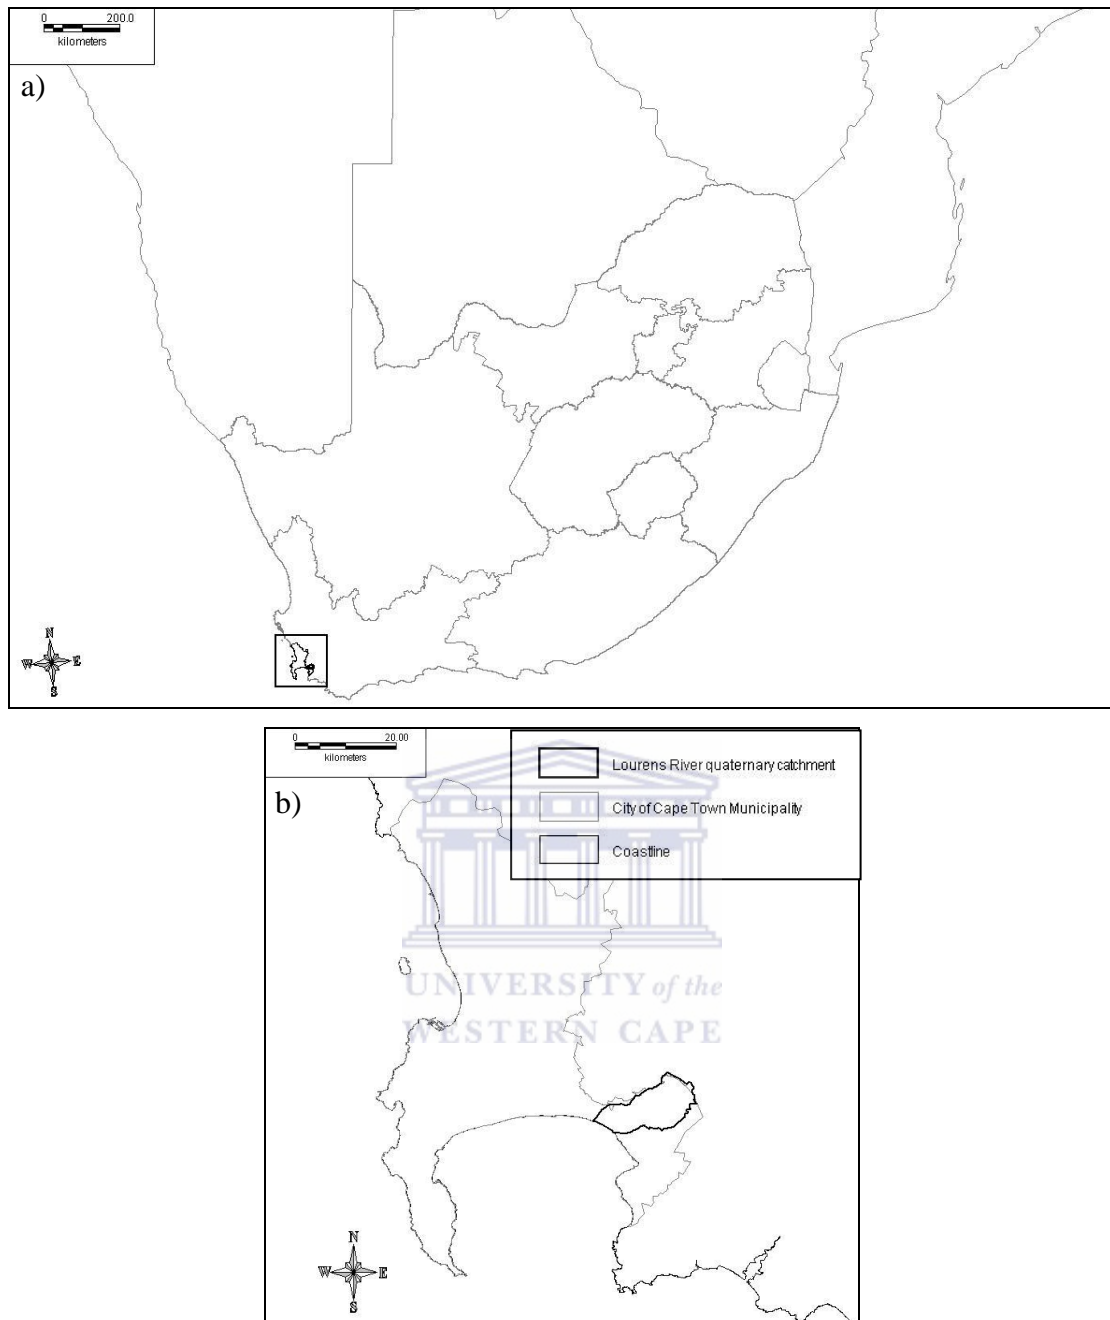 0 200.0
kilometers
a)
N
W E
S
0 20.00
kilometers
b)
Lourens River quaternary catchment
City of Cape Town Municipality
Coastline
UNIVERSITY of the
WESTERN CAPE
N
W E
S